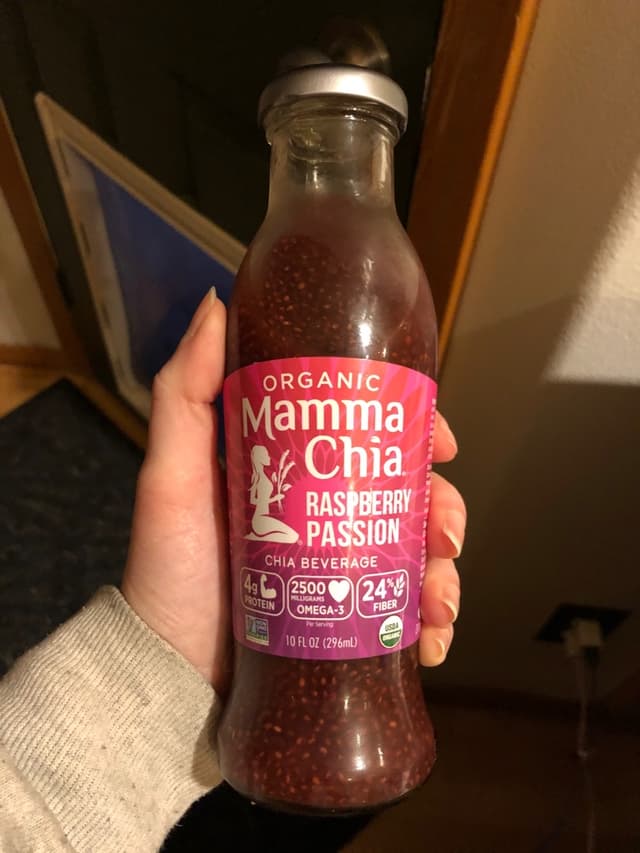 ORGANIC
Mamma
Chia
RASPBERRY
PASSION
CHIA BEVERAGE
4g
PROTEIN
2500
MILLIGRAMS
OMEGA-3
Per Serving
24%
FIBER
USDA
ORGANIC
10 FL OZ (296mL)